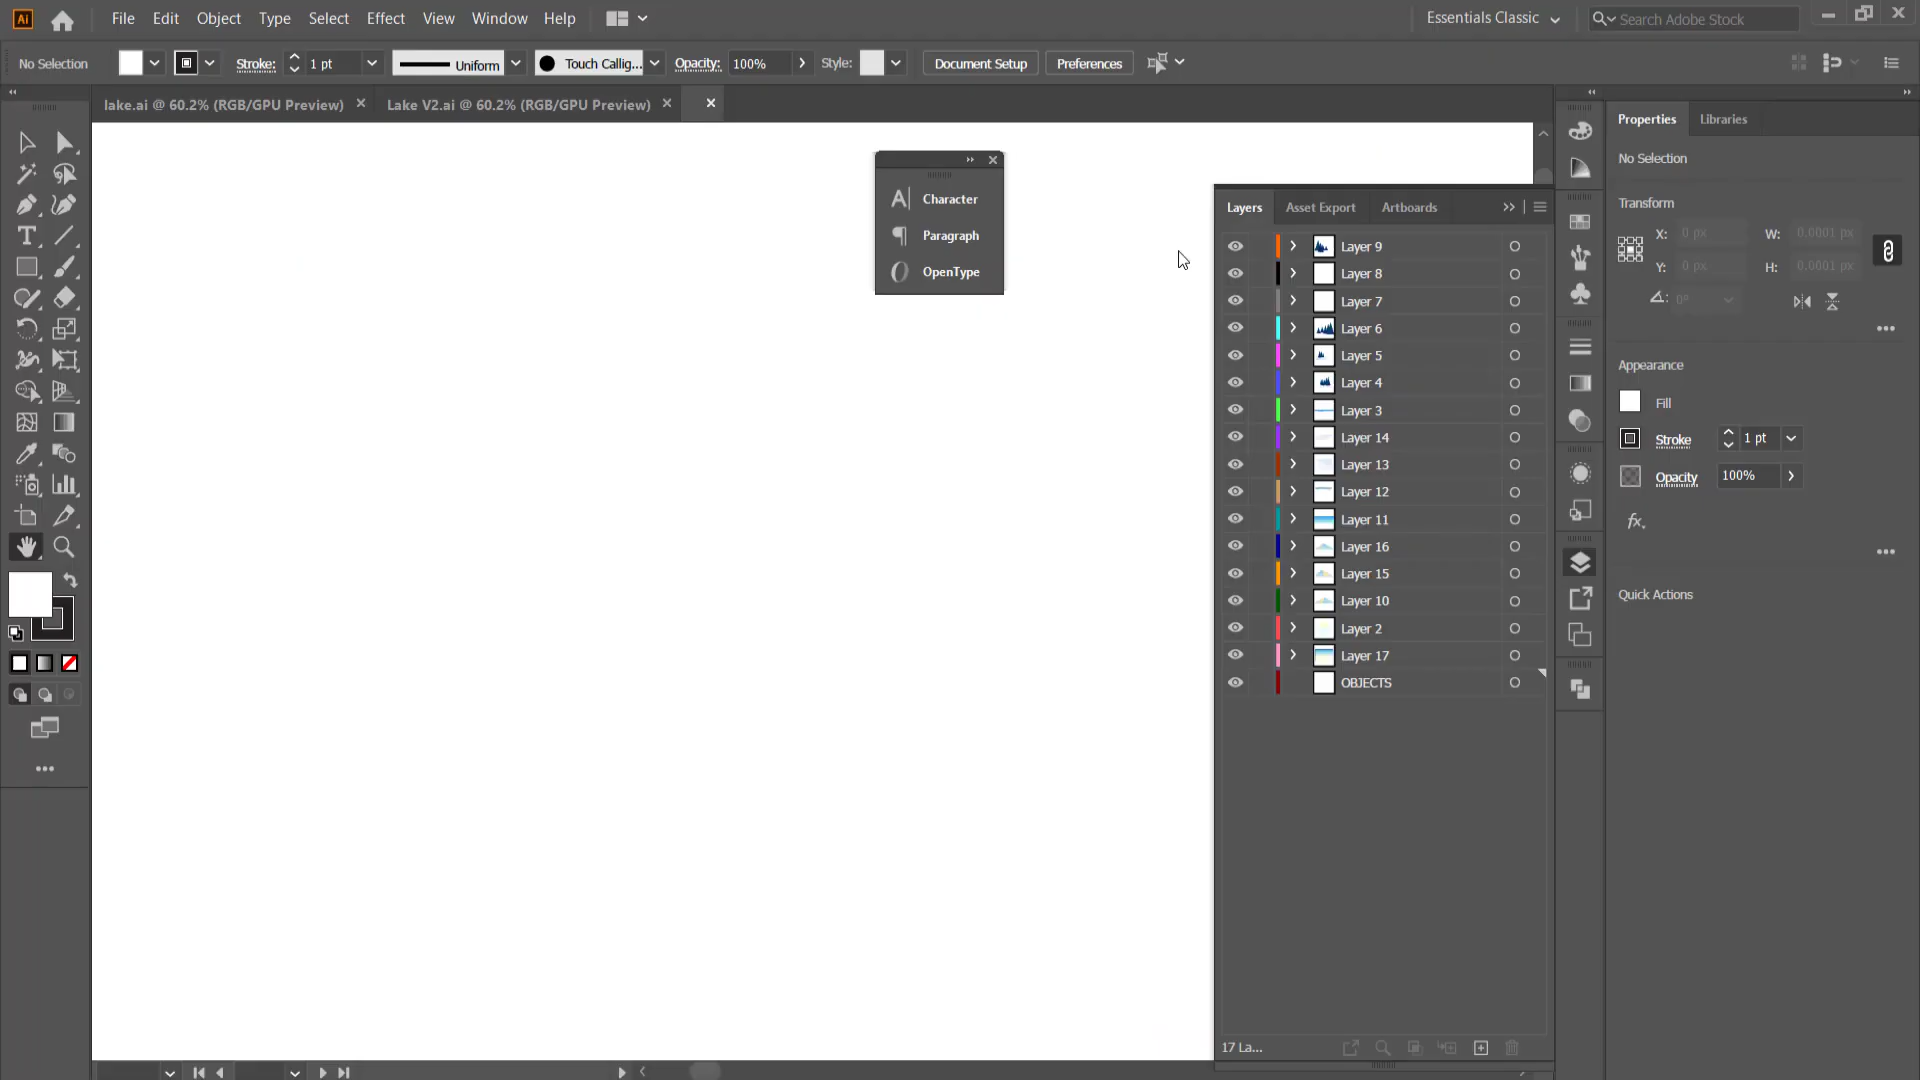 Ai File Edit Object Type Select Effect View Window Help Essentials Classic Search Adobe Stock
No Selection Stroke: 1 pt Uniform Touch Callig... Opacity: 100% Style: Document Setup Preferences
lake.ai @ 60.2% (RGB/GPU Preview) Lake V2.ai @ 60.2% (RGB/GPU Preview)
Character
Paragraph
OpenType
Layers Asset Export Artboards
Layer 9
Layer 8
Layer 7
Layer 6
Layer 5
Layer 4
Layer 3
Layer 14
Layer 13
Layer 12
Layer 11
Layer 16
Layer 15
Layer 10
Layer 2
Layer 17
OBJECTS
17 La...
Properties Libraries
No Selection
Transform
X: 0 px W: 0.0001 px
Y: 0 px H: 0.0001 px
0°
Appearance
Fill
Stroke 1 pt
Opacity 100%
fx.
Quick Actions